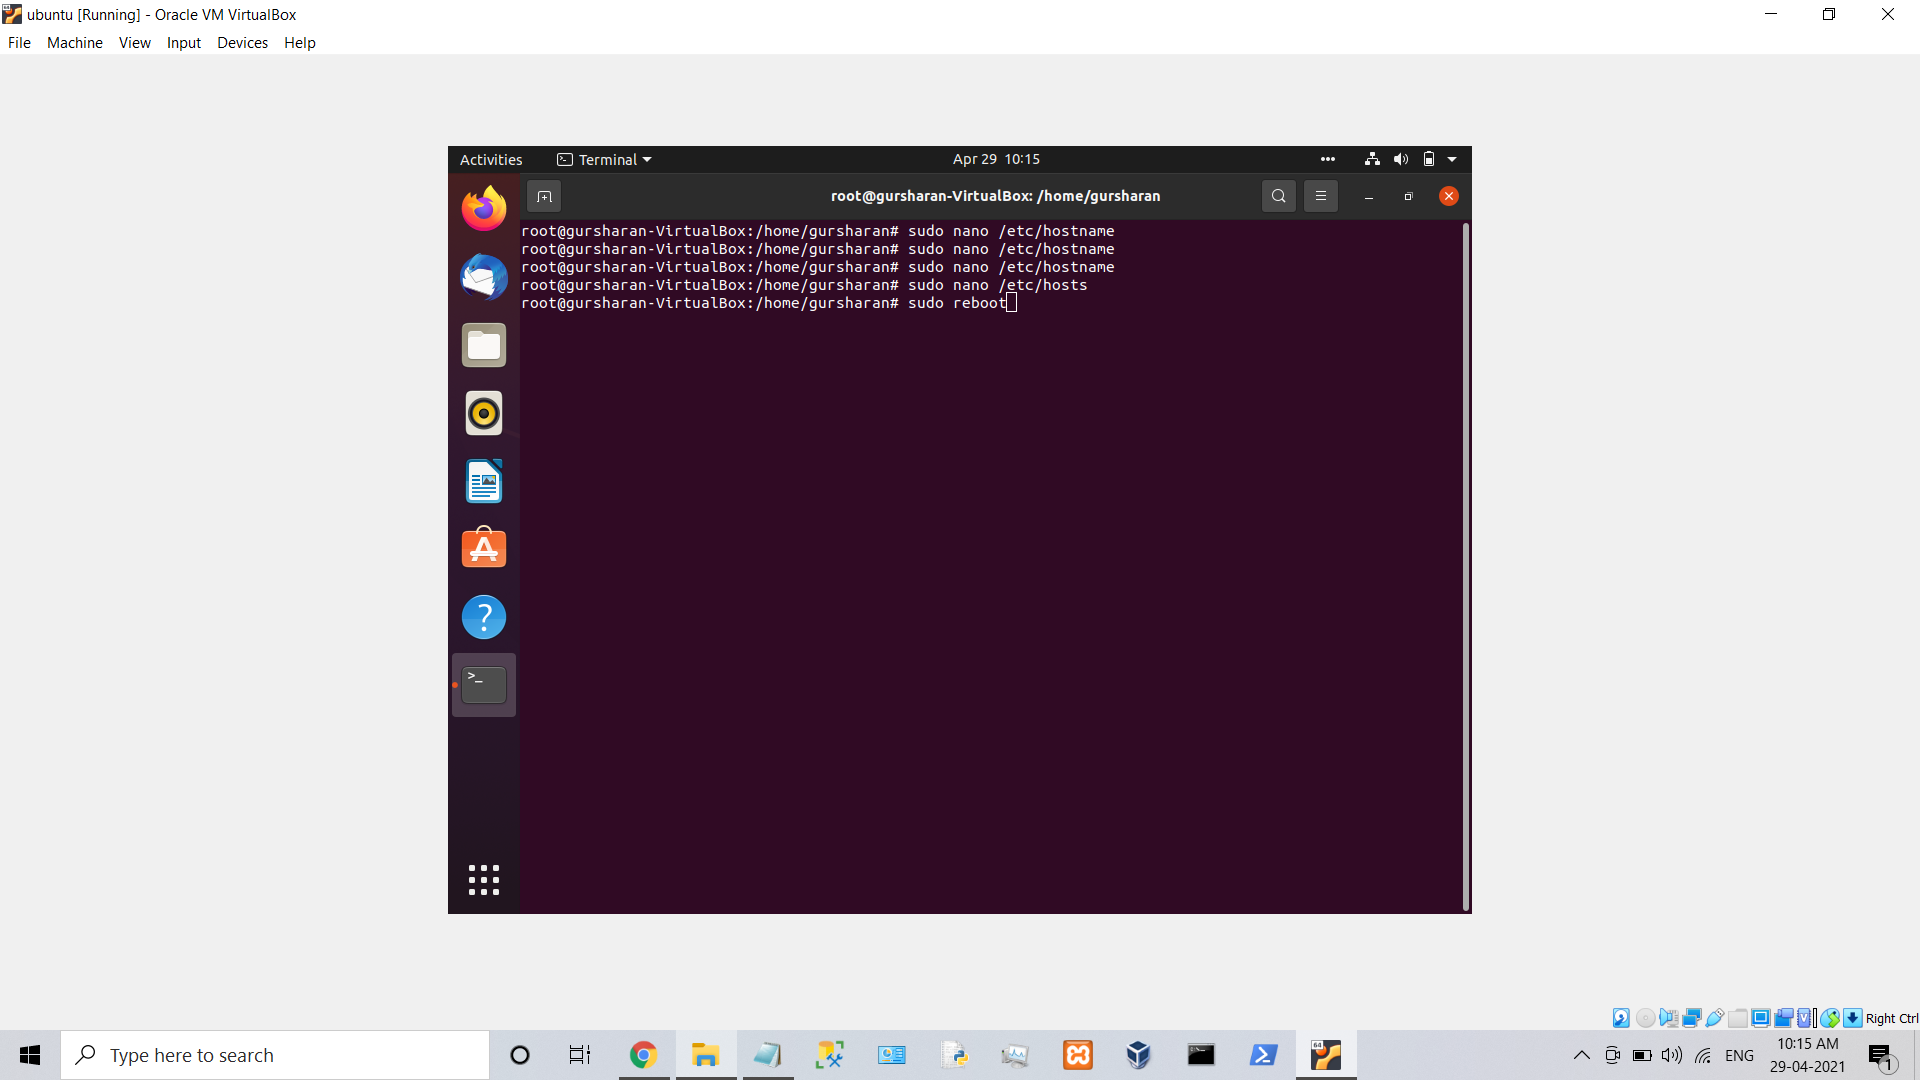 ubuntu [Running] - Oracle VM VirtualBox
File Machine View Input Devices Help
Activities Terminal Apr 29 10:15
root@gursharan-VirtualBox: /home/gursharan
root@gursharan-VirtualBox:/home/gursharan# sudo nano /etc/hostname
root@gursharan-VirtualBox:/home/gursharan# sudo nano /etc/hostname
root@gursharan-VirtualBox:/home/gursharan# sudo nano /etc/hostname
root@gursharan-VirtualBox:/home/gursharan# sudo nano /etc/hosts
root@gursharan-VirtualBox:/home/gursharan# sudo reboot
Right Ctrl
Type here to search
ENG
10:15 AM
29-04-2021
1